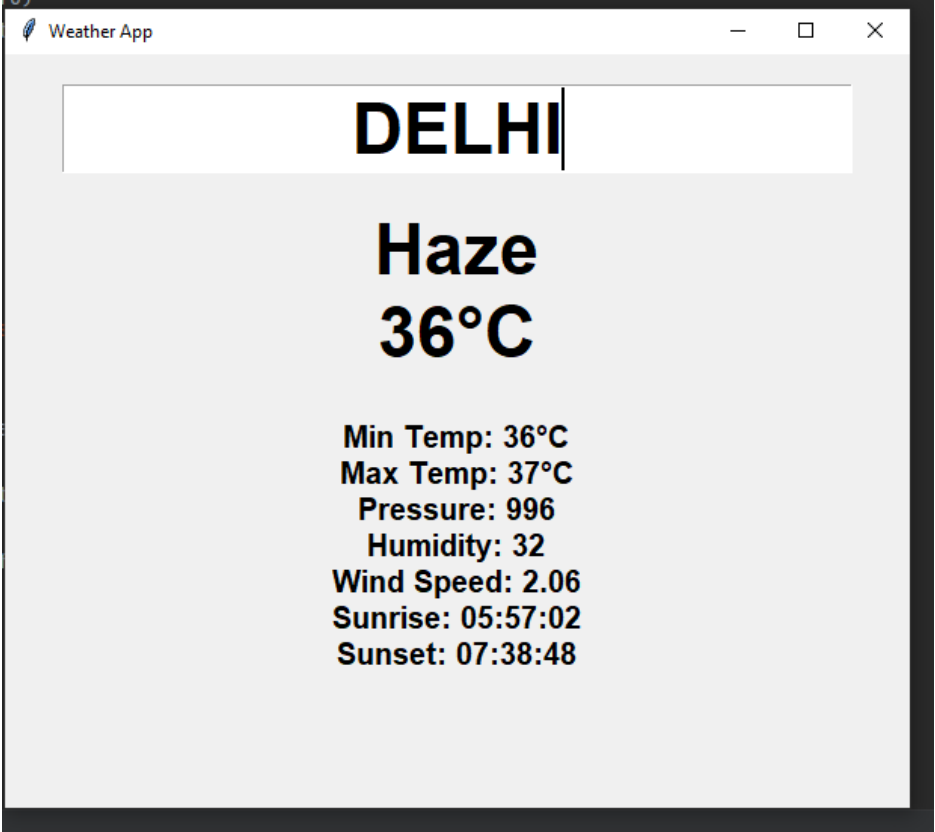 Weather App
DELHI
Haze
36°C
Min Temp: 36°C
Max Temp: 37°C
Pressure: 996
Humidity: 32
Wind Speed: 2.06
Sunrise: 05:57:02
Sunset: 07:38:48